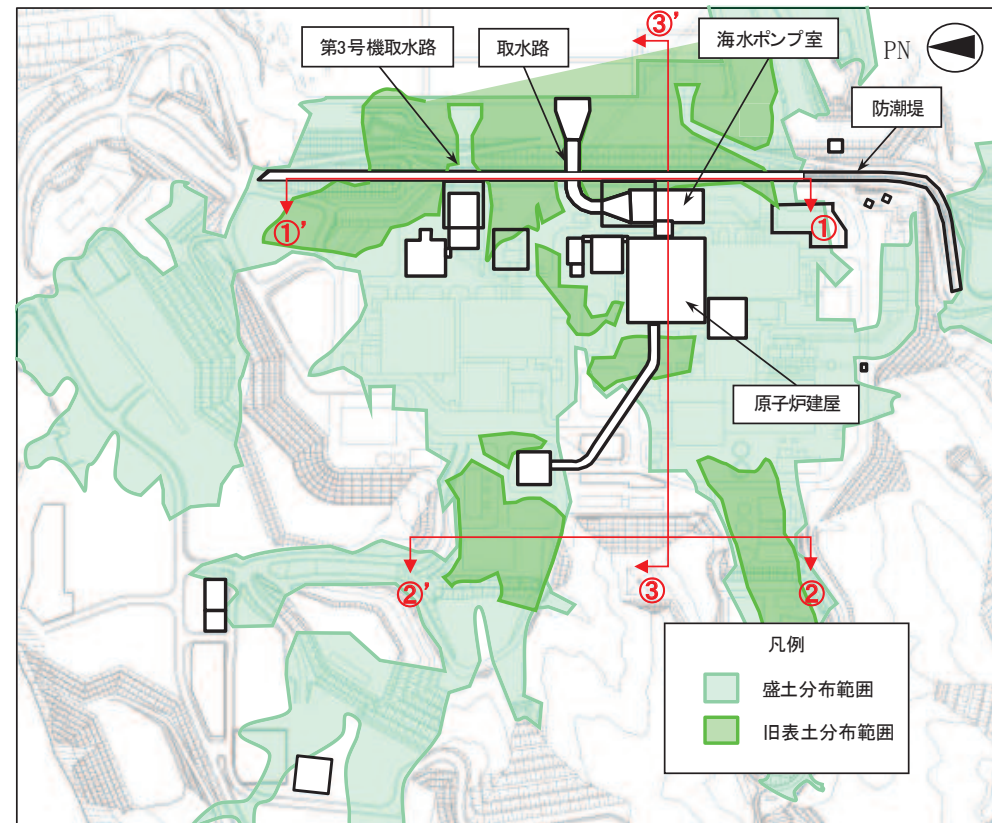 ③’
第3号機取水路
取水路
海水ポンプ室
PN
防潮堤
①’
①
原子炉建屋
②’
③
②
凡例
盛土分布範囲
旧表土分布範囲